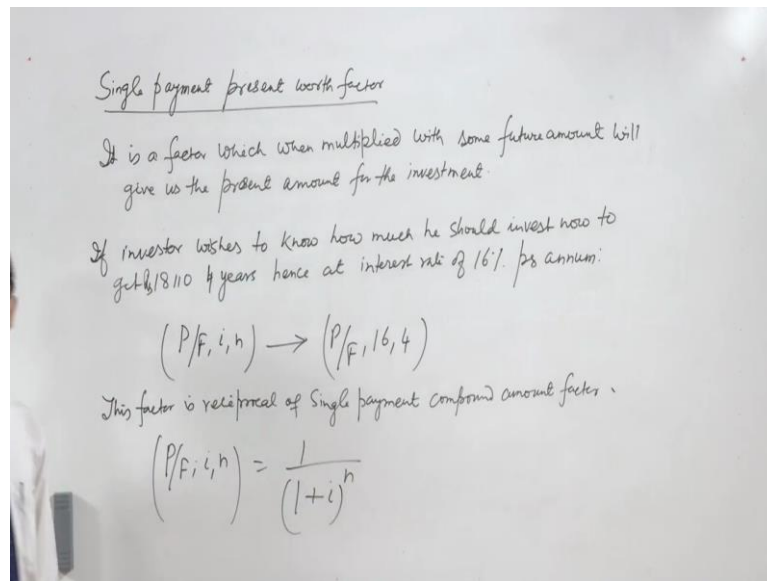 Single payment present worth factor
It is a factor which when multiplied with some future amount will
give us the present amount for the investment.
If investor wishes to know how much he should invest now to
get Rs 18110 4 years hence at interest rate of 16% per annum:
(P/F, i, n) → (P/F, 16, 4)
This factor is reciprocal of Single payment compound amount factor.
(P/F, i, n) = 1/(1+i)^n